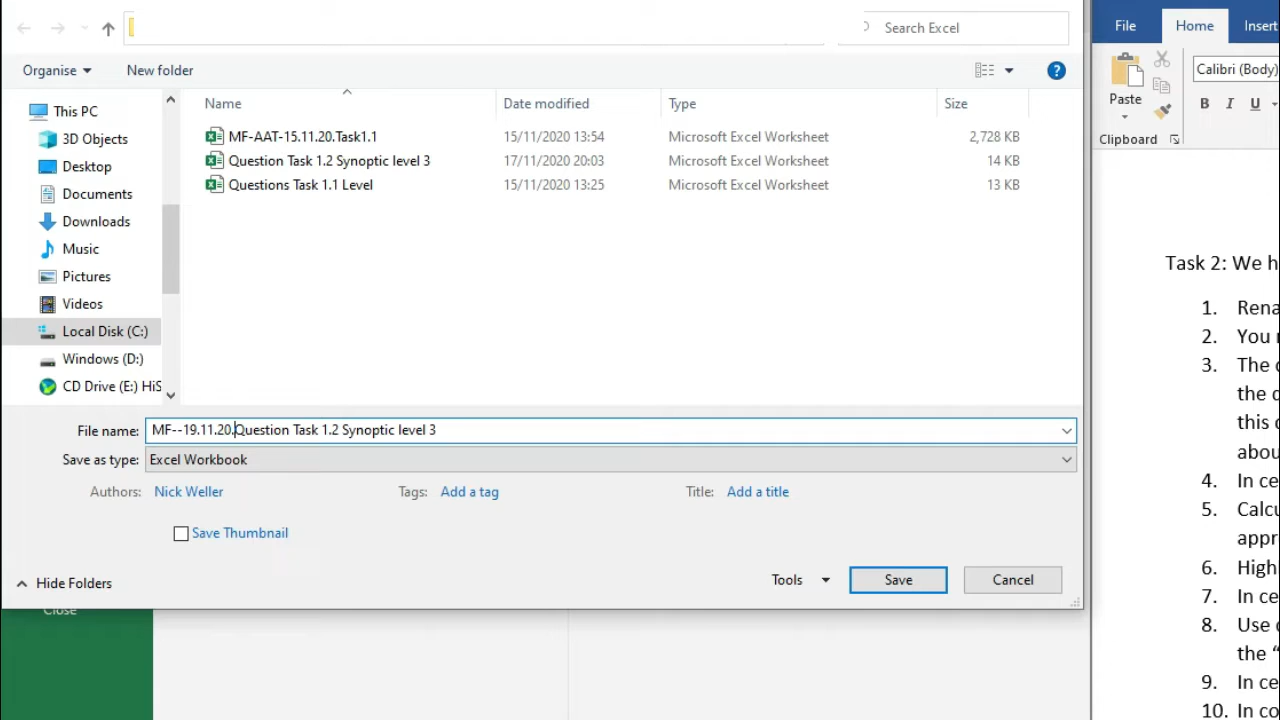 Search Excel
File
Home
Insert
Organise
New folder
Paste
Calibri (Body)
B I U
Clipboard
Name
Date modified
Type
Size
This PC
3D Objects
Desktop
Documents
Downloads
Music
Pictures
Videos
Local Disk (C:)
Windows (D:)
CD Drive (E:) HiS
MF-AAT-15.11.20.Task1.1 15/11/2020 13:54 Microsoft Excel Worksheet 2,728 KB
Question Task 1.2 Synoptic level 3 17/11/2020 20:03 Microsoft Excel Worksheet 14 KB
Questions Task 1.1 Level 15/11/2020 13:25 Microsoft Excel Worksheet 13 KB
File name: MF--19.11.20.Question Task 1.2 Synoptic level 3
Save as type: Excel Workbook
Authors: Nick Weller
Tags: Add a tag
Title: Add a title
Save Thumbnail
Hide Folders
Tools
Save
Cancel
Close
Task 2: We h
1. Rena
2. You
3. The
the
this
abou
4. In ce
5. Calcu
appr
6. High
7. In ce
8. Use
the “
9. In ce
10. In co